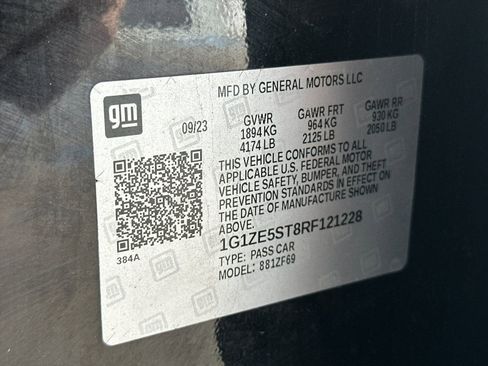 MFD BY GENERAL MOTORS LLC
gm
09/23
GVWR GAWR FRT GAWR RR
1894 KG 964 KG 930 KG
4174 LB 2125 LB 2050 LB
THIS VEHICLE CONFORMS TO ALL
APPLICABLE U.S. FEDERAL MOTOR
VEHICLE SAFETY, BUMPER, AND THEFT
PREVENTION STANDARDS IN EFFECT ON
THE DATE OF MANUFACTURE SHOWN
ABOVE.
384A
1G1ZE5ST8RF121228
TYPE: PASS CAR
MODEL: 881ZF69